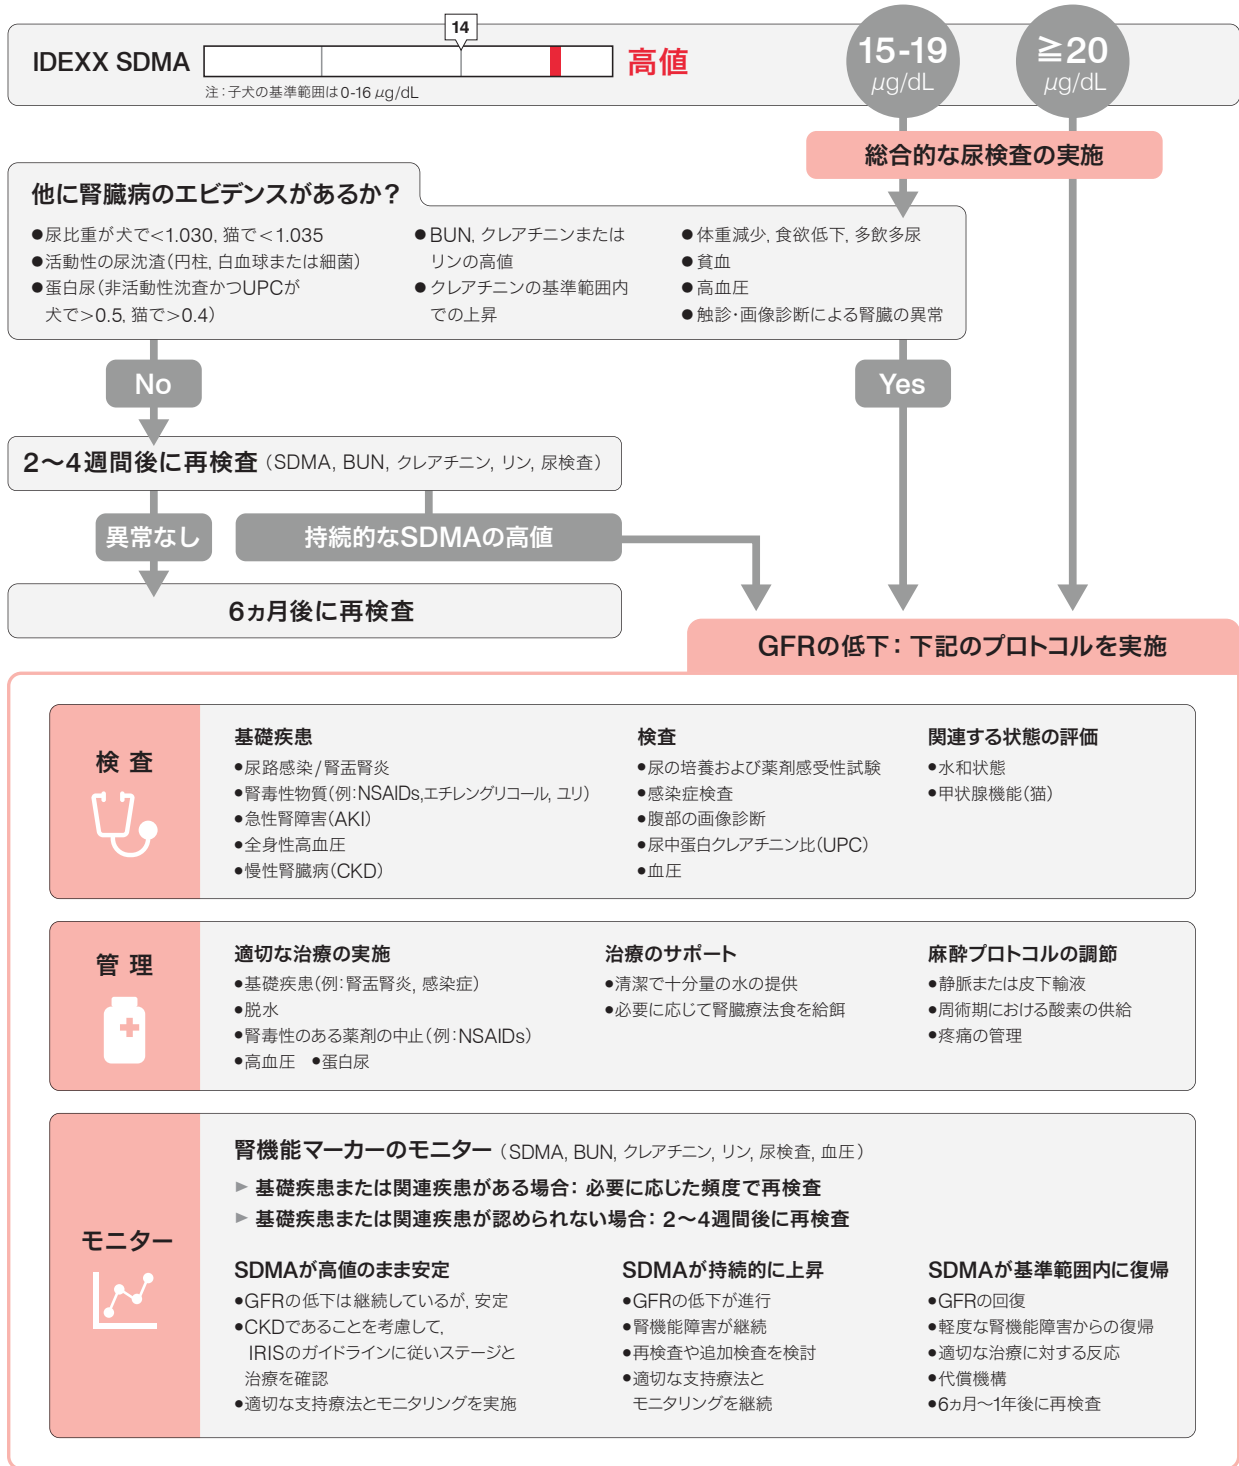 14
IDEXX SDMA 高値
注:子犬の基準範囲は0-16 μg/dL
15-19
μg/dL
≧20
μg/dL
総合的な尿検査の実施
他に腎臓病のエビデンスがあるか?
●尿比重が犬で<1.030, 猫で<1.035
●活動性の尿沈渣(円柱, 白血球または細菌)
●蛋白尿(非活動性沈査かつUPCが
犬で>0.5, 猫で>0.4)
●BUN, クレアチニンまたは
リンの高値
●クレアチニンの基準範囲内
での上昇
●体重減少, 食欲低下, 多飲多尿
●貧血
●高血圧
●触診・画像診断による腎臓の異常
No
Yes
2〜4週間後に再検査(SDMA, BUN, クレアチニン, リン, 尿検査)
異常なし
持続的なSDMAの高値
6ヵ月後に再検査
GFRの低下:下記のプロトコルを実施
検 査
基礎疾患
●尿路感染/腎盂腎炎
●腎毒性物質(例:NSAIDs,エチレングリコール, ユリ)
●急性腎障害(AKI)
●全身性高血圧
●慢性腎臓病(CKD)
検査
●尿の培養および薬剤感受性試験
●感染症検査
●腹部の画像診断
●尿中蛋白クレアチニン比(UPC)
●血圧
関連する状態の評価
●水和状態
●甲状腺機能(猫)
管 理
適切な治療の実施
●基礎疾患(例:腎盂腎炎, 感染症)
●脱水
●腎毒性のある薬剤の中止(例:NSAIDs)
●高血圧 ●蛋白尿
治療のサポート
●清潔で十分量の水の提供
●必要に応じて腎臓療法食を給餌
麻酔プロトコルの調節
●静脈または皮下輸液
●周術期における酸素の供給
●疼痛の管理
モニター
腎機能マーカーのモニター(SDMA, BUN, クレアチニン, リン, 尿検査, 血圧)
▶ 基礎疾患または関連疾患がある場合:必要に応じた頻度で再検査
▶ 基礎疾患または関連疾患が認められない場合:2〜4週間後に再検査
SDMAが高値のまま安定
●GFRの低下は継続しているが, 安定
●CKDであることを考慮して,
IRISのガイドラインに従いステージと
治療を確認
●適切な支持療法とモニタリングを実施
SDMAが持続的に上昇
●GFRの低下が進行
●腎機能障害が継続
●再検査や追加検査を検討
●適切な支持療法と
モニタリングを継続
SDMAが基準範囲内に復帰
●GFRの回復
●軽度な腎機能障害からの復帰
●適切な治療に対する反応
●代償機構
●6ヵ月〜1年後に再検査